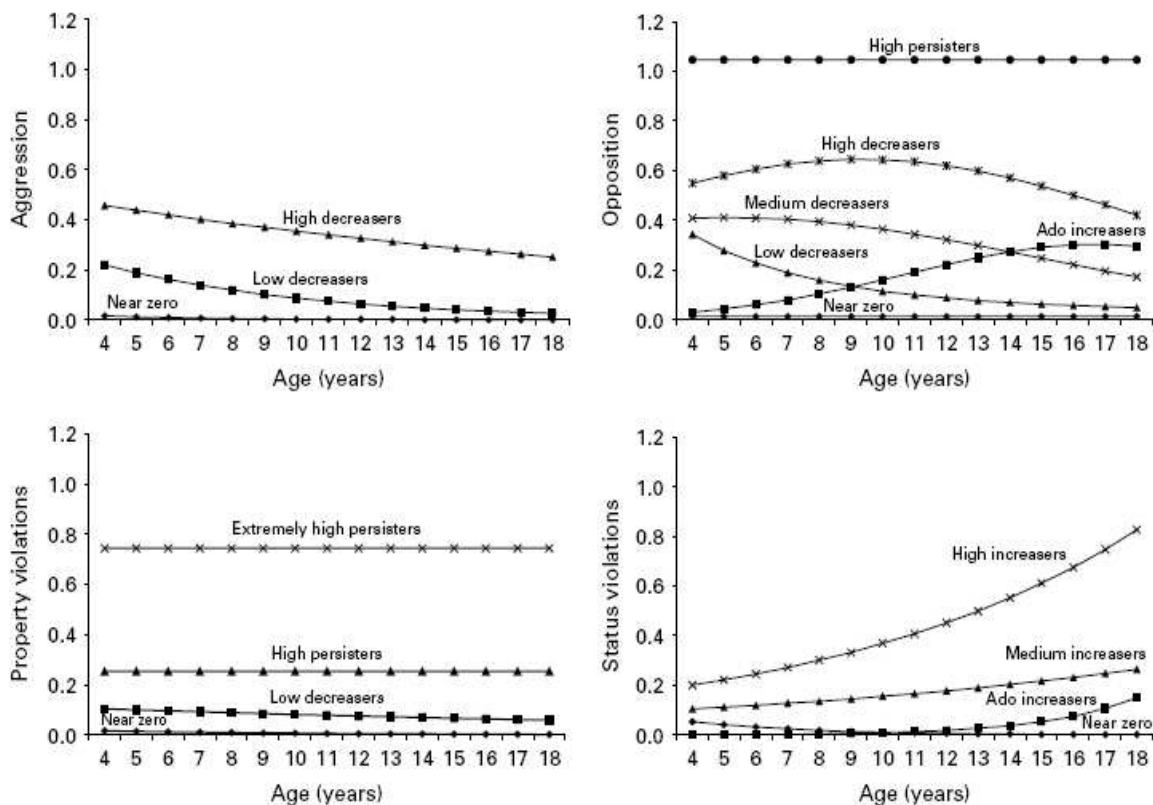 1.2
1.0
0.8
0.6
0.4
0.2
0.0
Aggression
High decreasers
Low decreasers
Near zero
4 5 6 7 8 9 10 11 12 13 14 15 16 17 18
Age (years)
1.2
1.0
0.8
0.6
0.4
0.2
0.0
Opposition
High persisters
High decreasers
Medium decreasers
Ado increasers
Low decreasers
Near zero
4 5 6 7 8 9 10 11 12 13 14 15 16 17 18
Age (years)
1.2
1.0
0.8
0.6
0.4
0.2
0.0
Property violations
Extremely high persisters
High persisters
Low decreasers
Near zero
4 5 6 7 8 9 10 11 12 13 14 15 16 17 18
Age (years)
1.2
1.0
0.8
0.6
0.4
0.2
0.0
Status violations
High increasers
Medium increasers
Ado increasers
Near zero
4 5 6 7 8 9 10 11 12 13 14 15 16 17 18
Age (years)